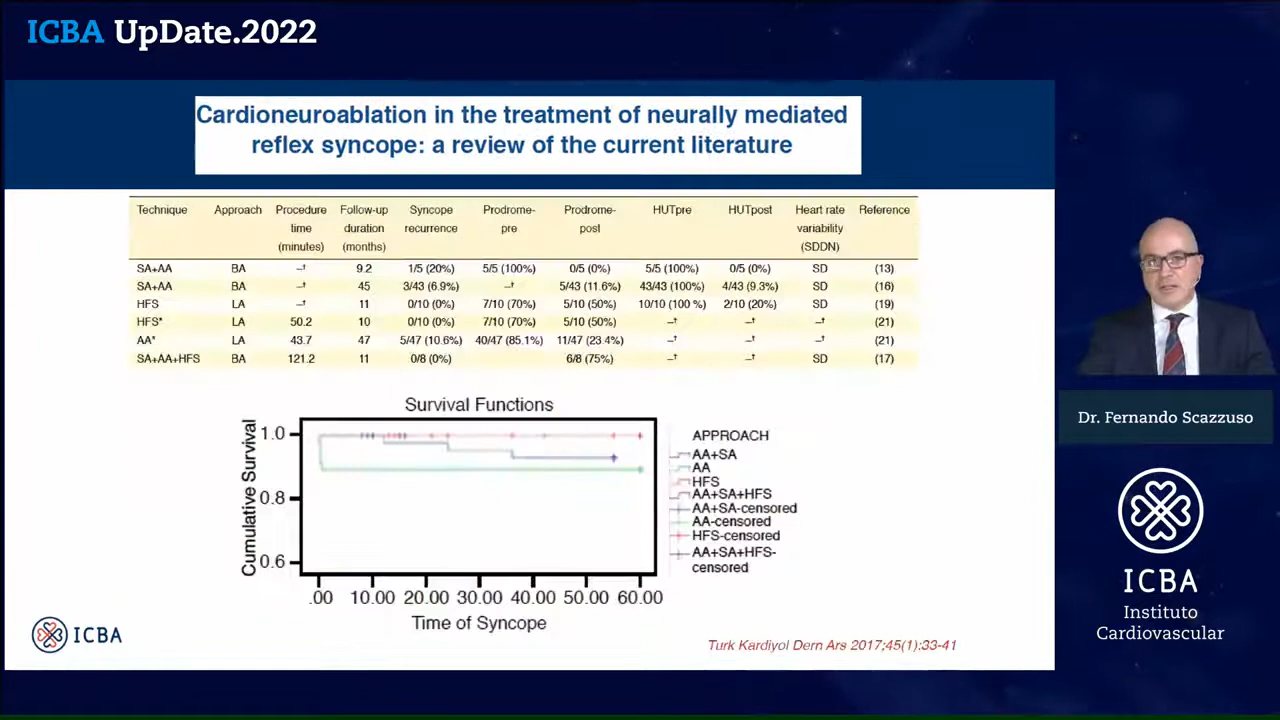 ICBA UpDate.2022
Cardioneuroablation in the treatment of neurally mediated
reflex syncope: a review of the current literature
Technique Approach Procedure time (minutes) Follow-up duration (months) Syncope recurrence Prodrome-pre Prodrome-post HUTpre HUTpost Heart rate variability (SDDN) Reference
SA+AA BA –† 9.2 1/5 (20%) 5/5 (100%) 0/5 (0%) 5/5 (100%) 0/5 (0%) SD (13)
SA+AA BA –† 45 3/43 (6.9%) –† 5/43 (11.6%) 43/43 (100%) 4/43 (9.3%) SD (16)
HFS LA –† 11 0/10 (0%) 7/10 (70%) 5/10 (50%) 10/10 (100 %) 2/10 (20%) SD (19)
HFS* LA 50.2 10 0/10 (0%) 7/10 (70%) 5/10 (50%) –† –† –† (21)
AA* LA 43.7 47 5/47 (10.6%) 40/47 (85.1%) 11/47 (23.4%) –† –† –† (21)
SA+AA+HFS BA 121.2 11 0/8 (0%) 6/8 (75%) –† –† SD (17)
Survival Functions
Cumulative Survival
1.0
0.8
0.6
.00 10.00 20.00 30.00 40.00 50.00 60.00
Time of Syncope
APPROACH
AA+SA
AA
HFS
AA+SA+HFS
AA+SA-censored
AA-censored
HFS-censored
AA+SA+HFS-
censored
Turk Kardiyol Dern Ars 2017;45(1):33-41
ICBA
Dr. Fernando Scazzuso
ICBA
Instituto
Cardiovascular